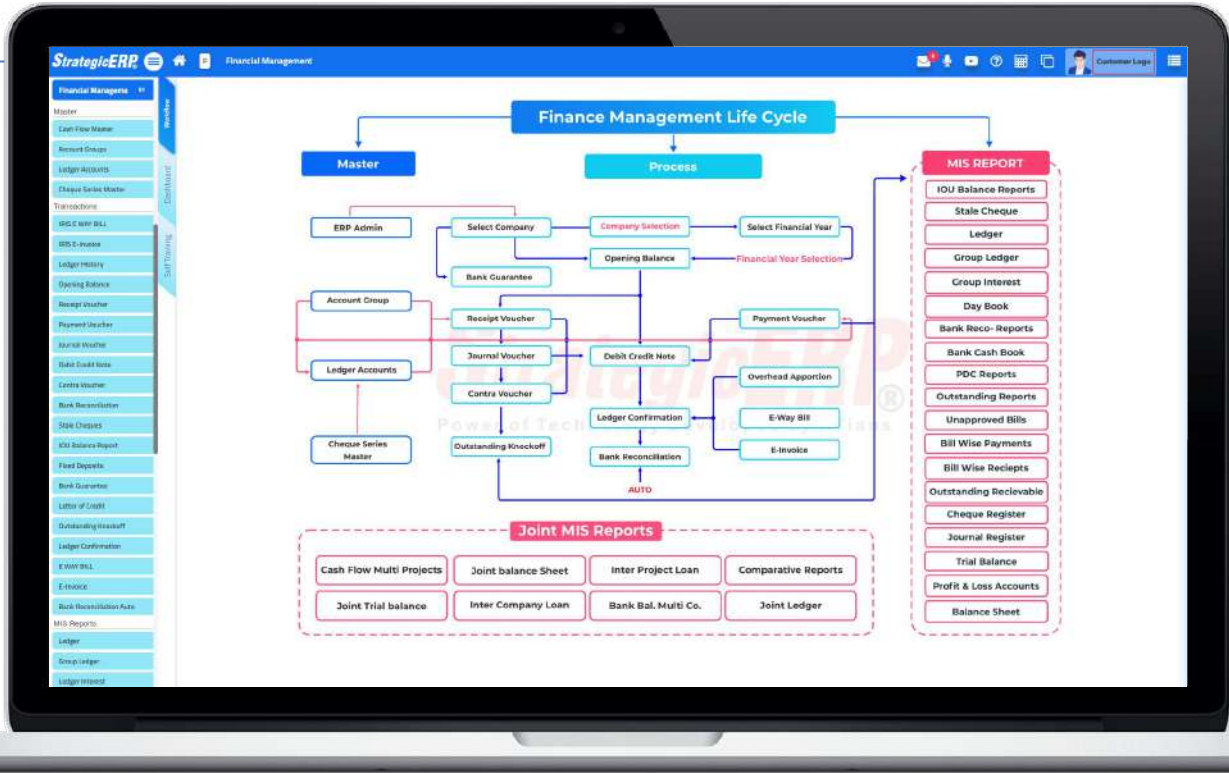 StrategicERP®
Financial Management
Customer Logo
Financial Manageme
Master
Cash Flow Master
Account Groups
Ledger Accounts
Cheque Series Master
Transactions
IRIS E WAY BILL
IRIS E-Invoice
Ledger History
Opening Balance
Receipt Voucher
Payment Voucher
Journal Voucher
Debit Credit Note
Contra Voucher
Bank Reconciliation
Stale Cheques
IOU Balance Report
Fixed Deposits
Bank Guarantee
Letter of Credit
Outstanding Knockoff
Ledger Confirmation
E WAY BILL
E-Invoice
Bank Reconciliation Auto
MIS Reports
Ledger
Group Ledger
Ledger Interest
Workflow
Dashboard
Self Training
Finance Management Life Cycle
Master
Process
MIS REPORT
ERP Admin
Account Group
Ledger Accounts
Cheque Series
Master
Select Company
Company Selection
Select Financial Year
Opening Balance
Financial Year Selection
Bank Guarantee
Receipt Voucher
Payment Voucher
Journal Voucher
Debit Credit Note
Contra Voucher
Overhead Apportion
Ledger Confirmation
E-Way Bill
Outstanding Knockoff
Bank Reconciliation
E-Invoice
AUTO
StrategicERP®
IOU Balance Reports
Stale Cheque
Ledger
Group Ledger
Group Interest
Day Book
Bank Reco- Reports
Bank Cash Book
PDC Reports
Outstanding Reports
Unapproved Bills
Bill Wise Payments
Bill Wise Reciepts
Outstanding Recievable
Cheque Register
Journal Register
Trial Balance
Profit & Loss Accounts
Balance Sheet
Joint MIS Reports
Cash Flow Multi Projects
Joint balance Sheet
Inter Project Loan
Comparative Reports
Joint Trial balance
Inter Company Loan
Bank Bal. Multi Co.
Joint Ledger